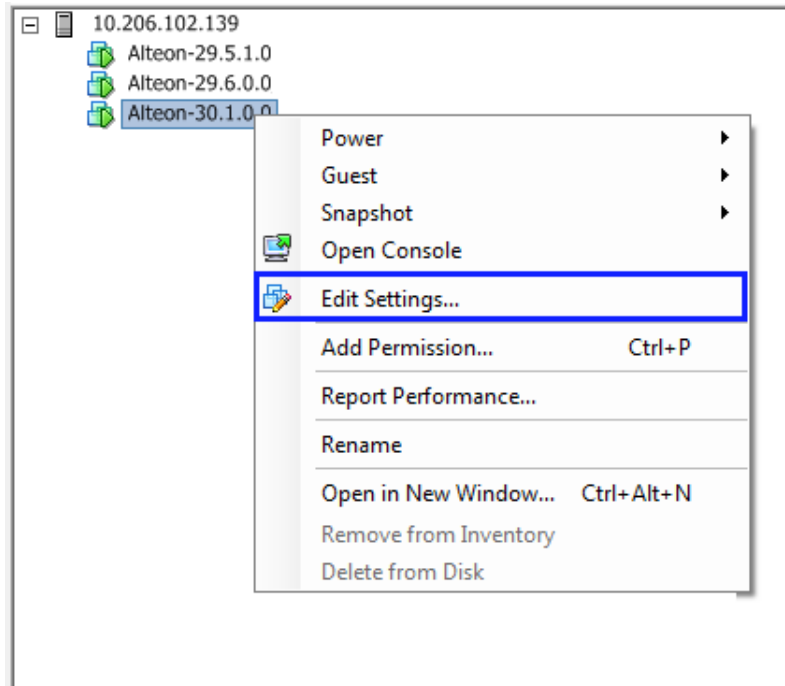 10.206.102.139
Alteon-29.5.1.0
Alteon-29.6.0.0
Alteon-30.1.0.0
Power
Guest
Snapshot
Open Console
Edit Settings...
Add Permission... Ctrl+P
Report Performance...
Rename
Open in New Window... Ctrl+Alt+N
Remove from Inventory
Delete from Disk